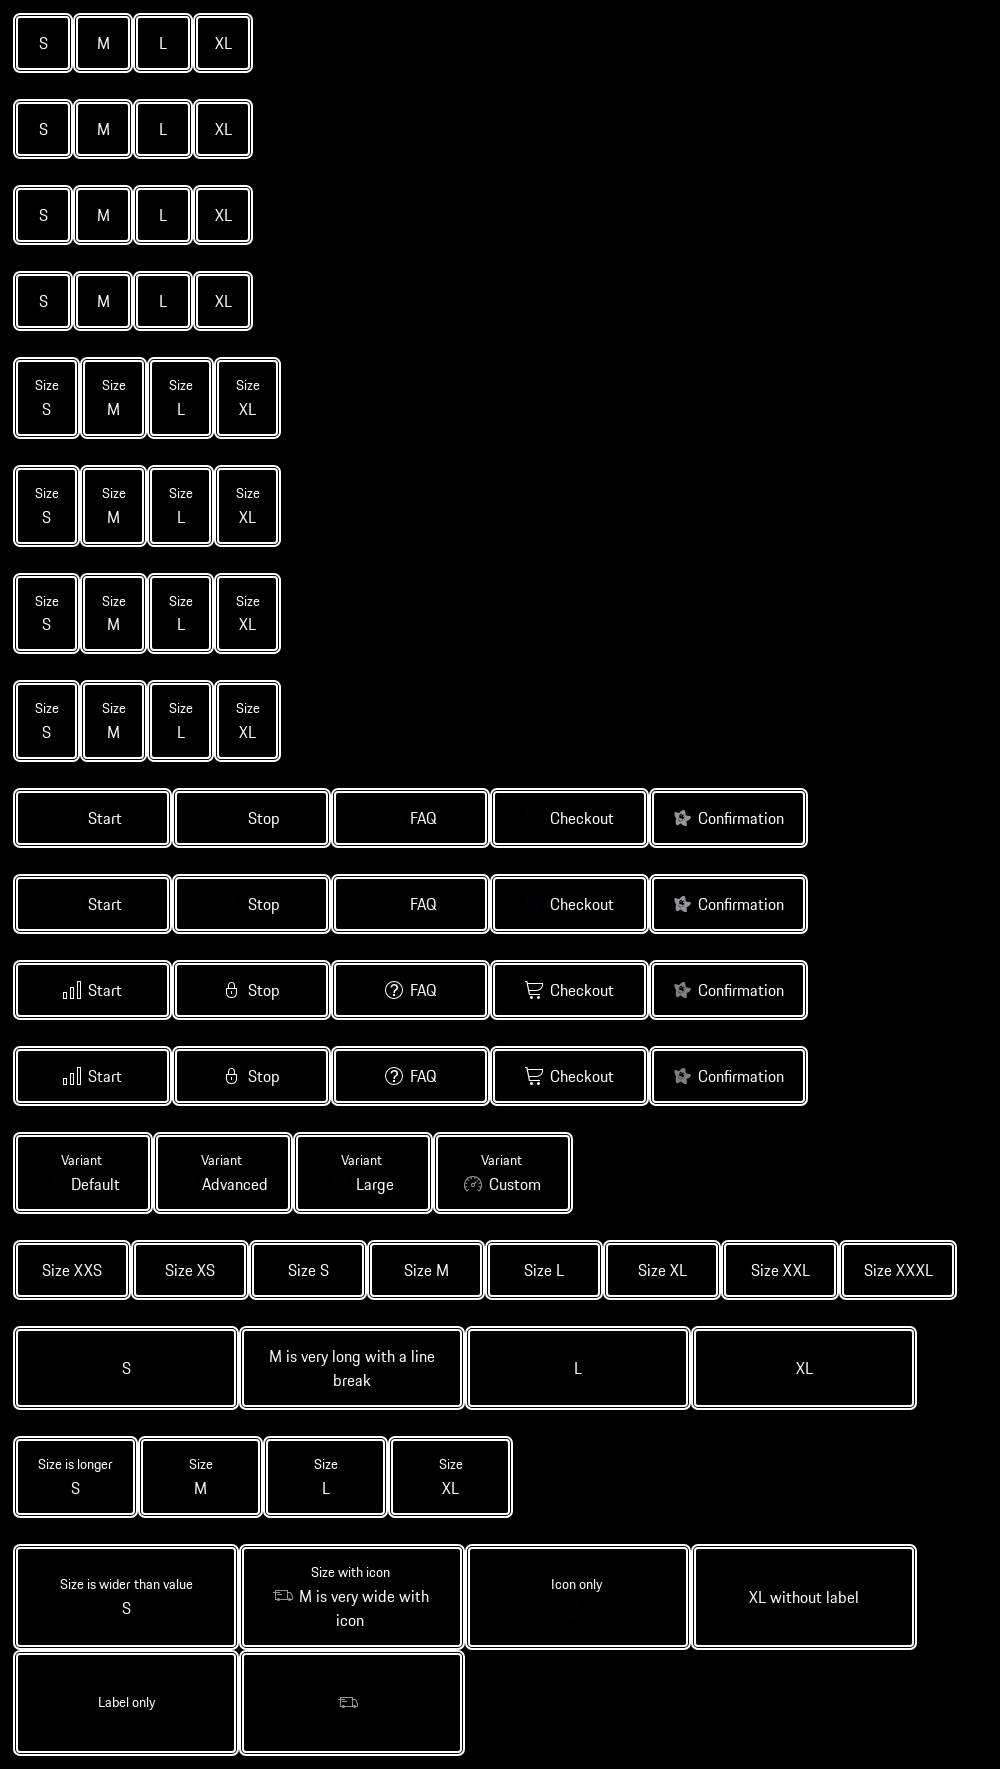 S M L XL
S M L XL
S M L XL
S M L XL
Size Size Size Size
S M L XL
Size Size Size Size
S M L XL
Size Size Size Size
S M L XL
Size Size Size Size
S M L XL
Start Stop FAQ Checkout Confirmation
Start Stop FAQ Checkout Confirmation
Start Stop FAQ Checkout Confirmation
Start Stop FAQ Checkout Confirmation
Variant Variant Variant Variant
Default Advanced Large Custom
Size XXS Size XS Size S Size M Size L Size XL Size XXL Size XXXL
S M is very long with a line break L XL
Size is longer Size Size Size
S M L XL
Size is wider than value
S
Size with icon
M is very wide with
icon
Icon only
XL without label
Label only